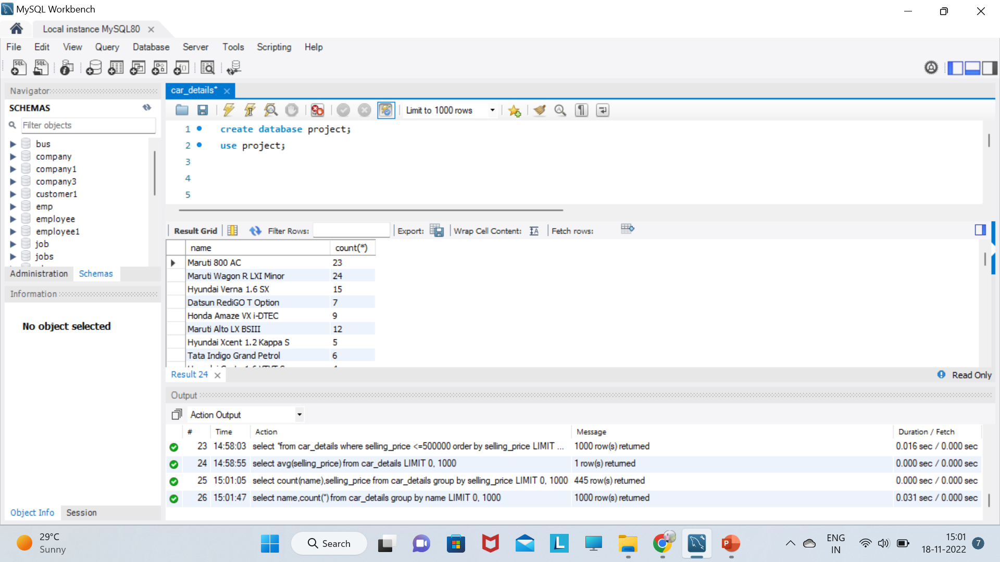 MySQL Workbench
Local instance MySQL80
File Edit View Query Database Server Tools Scripting Help
Navigator
SCHEMAS
Filter objects
bus
company
company1
company3
customer1
emp
employee
employee1
job
jobs
Administration Schemas
Information
No object selected
Object Info Session
car_details*
Limit to 1000 rows
1 create database project;
2 use project;
3
4
5
Result Grid Filter Rows: Export: Wrap Cell Content: Fetch rows:
name count(*)
Maruti 800 AC 23
Maruti Wagon R LXI Minor 24
Hyundai Verna 1.6 SX 15
Datsun RediGO T Option 7
Honda Amaze VX i-DTEC 9
Maruti Alto LX BSIII 12
Hyundai Xcent 1.2 Kappa S 5
Tata Indigo Grand Petrol 6
Result 24 Read Only
Output
Action Output
# Time Action Message Duration / Fetch
23 14:58:03 select *from car_details where selling_price <=500000 order by selling_price LIMIT ... 1000 row(s) returned 0.016 sec / 0.000 sec
24 14:58:55 select avg(selling_price) from car_details LIMIT 0, 1000 1 row(s) returned 0.000 sec / 0.000 sec
25 15:01:05 select count(name),selling_price from car_details group by selling_price LIMIT 0, 1000 445 row(s) returned 0.000 sec / 0.000 sec
26 15:01:47 select name,count(*) from car_details group by name LIMIT 0, 1000 1000 row(s) returned 0.031 sec / 0.000 sec
29°C
Sunny
Search
ENG
IN
15:01
18-11-2022
7